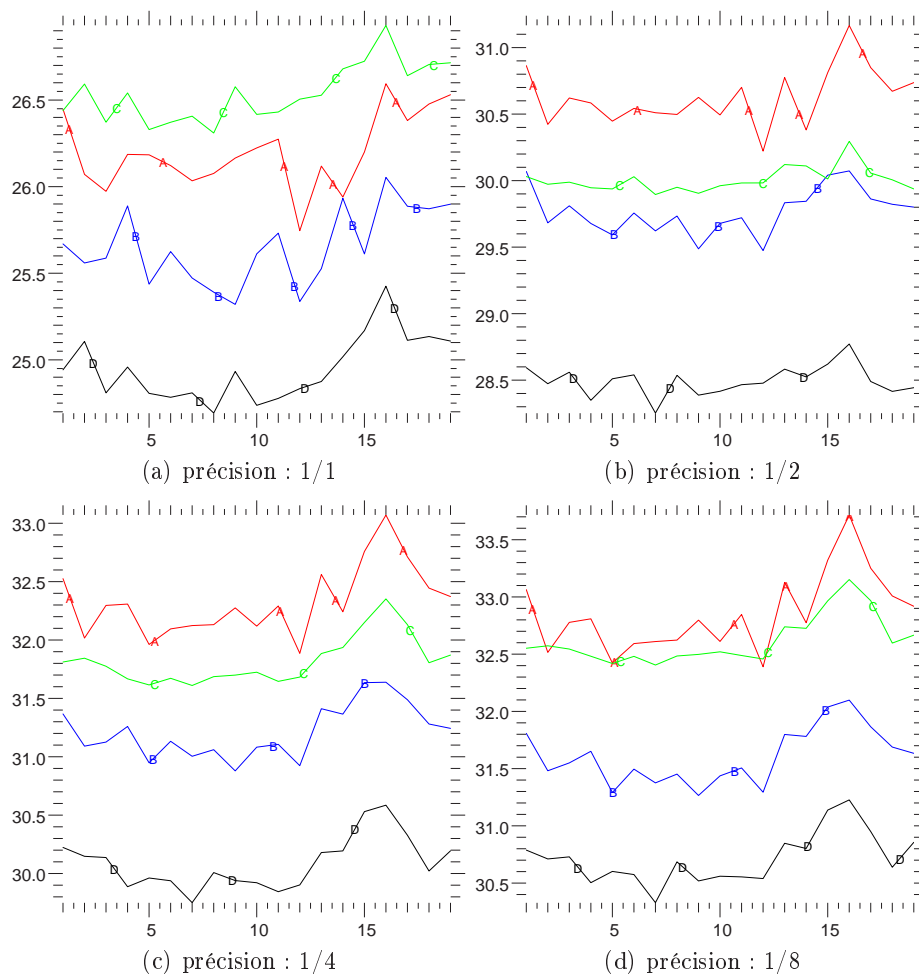 26.5
26.0
25.5
25.0
C
C
C
C
A
A
A
A
A
B
B
B
B
B
D
D
D
D
5 10 15
(a) précision : 1/1
31.0
30.5
30.0
29.5
29.0
28.5
A
A
A
A
A
C
C
C
B
B
B
D
D
D
5 10 15
(b) précision : 1/2
33.0
32.5
32.0
31.5
31.0
30.5
30.0
A
A
A
A
A
C
C
C
B
B
B
D
D
D
5 10 15
(c) précision : 1/4
33.5
33.0
32.5
32.0
31.5
31.0
30.5
A
A
A
A
A
C
C
C
B
B
B
D
D
D
D
5 10 15
(d) précision : 1/8